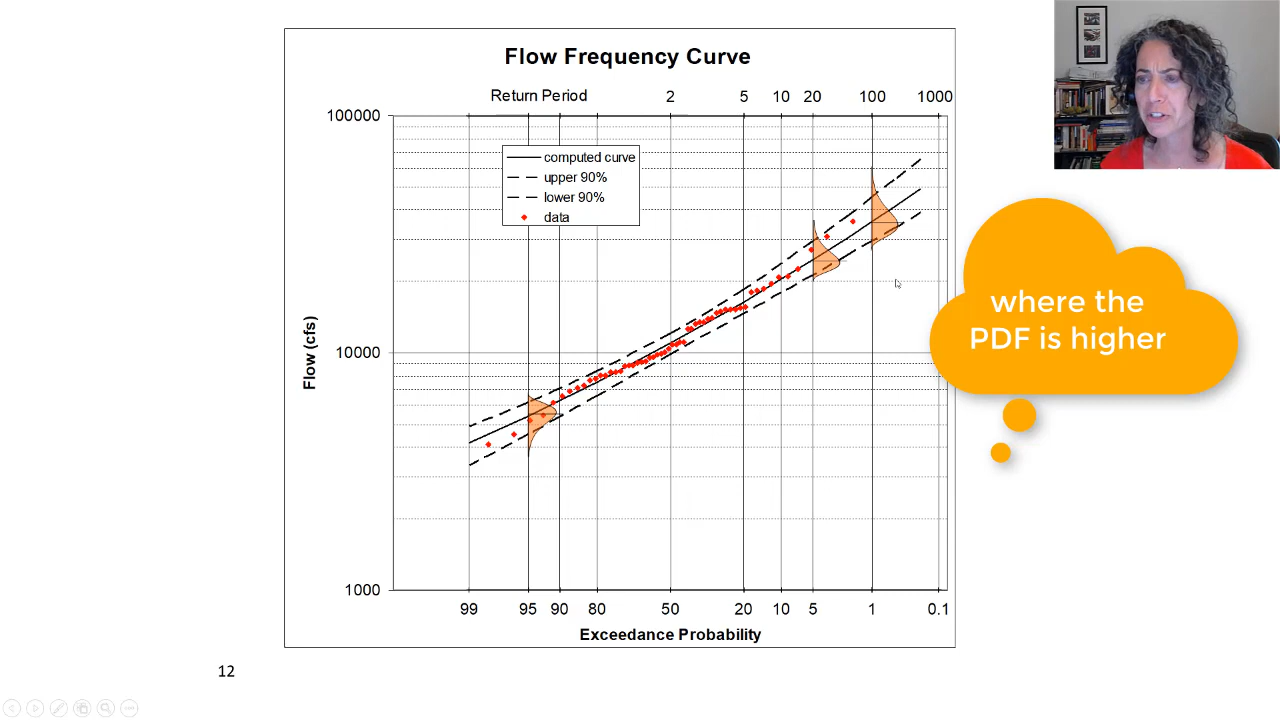 Flow Frequency Curve
Return Period 2 5 10 20 100 1000
100000
computed curve
upper 90%
lower 90%
data
where the
PDF is higher
10000
Flow (cfs)
1000
99 95 90 80 50 20 10 5 1 0.1
Exceedance Probability
12